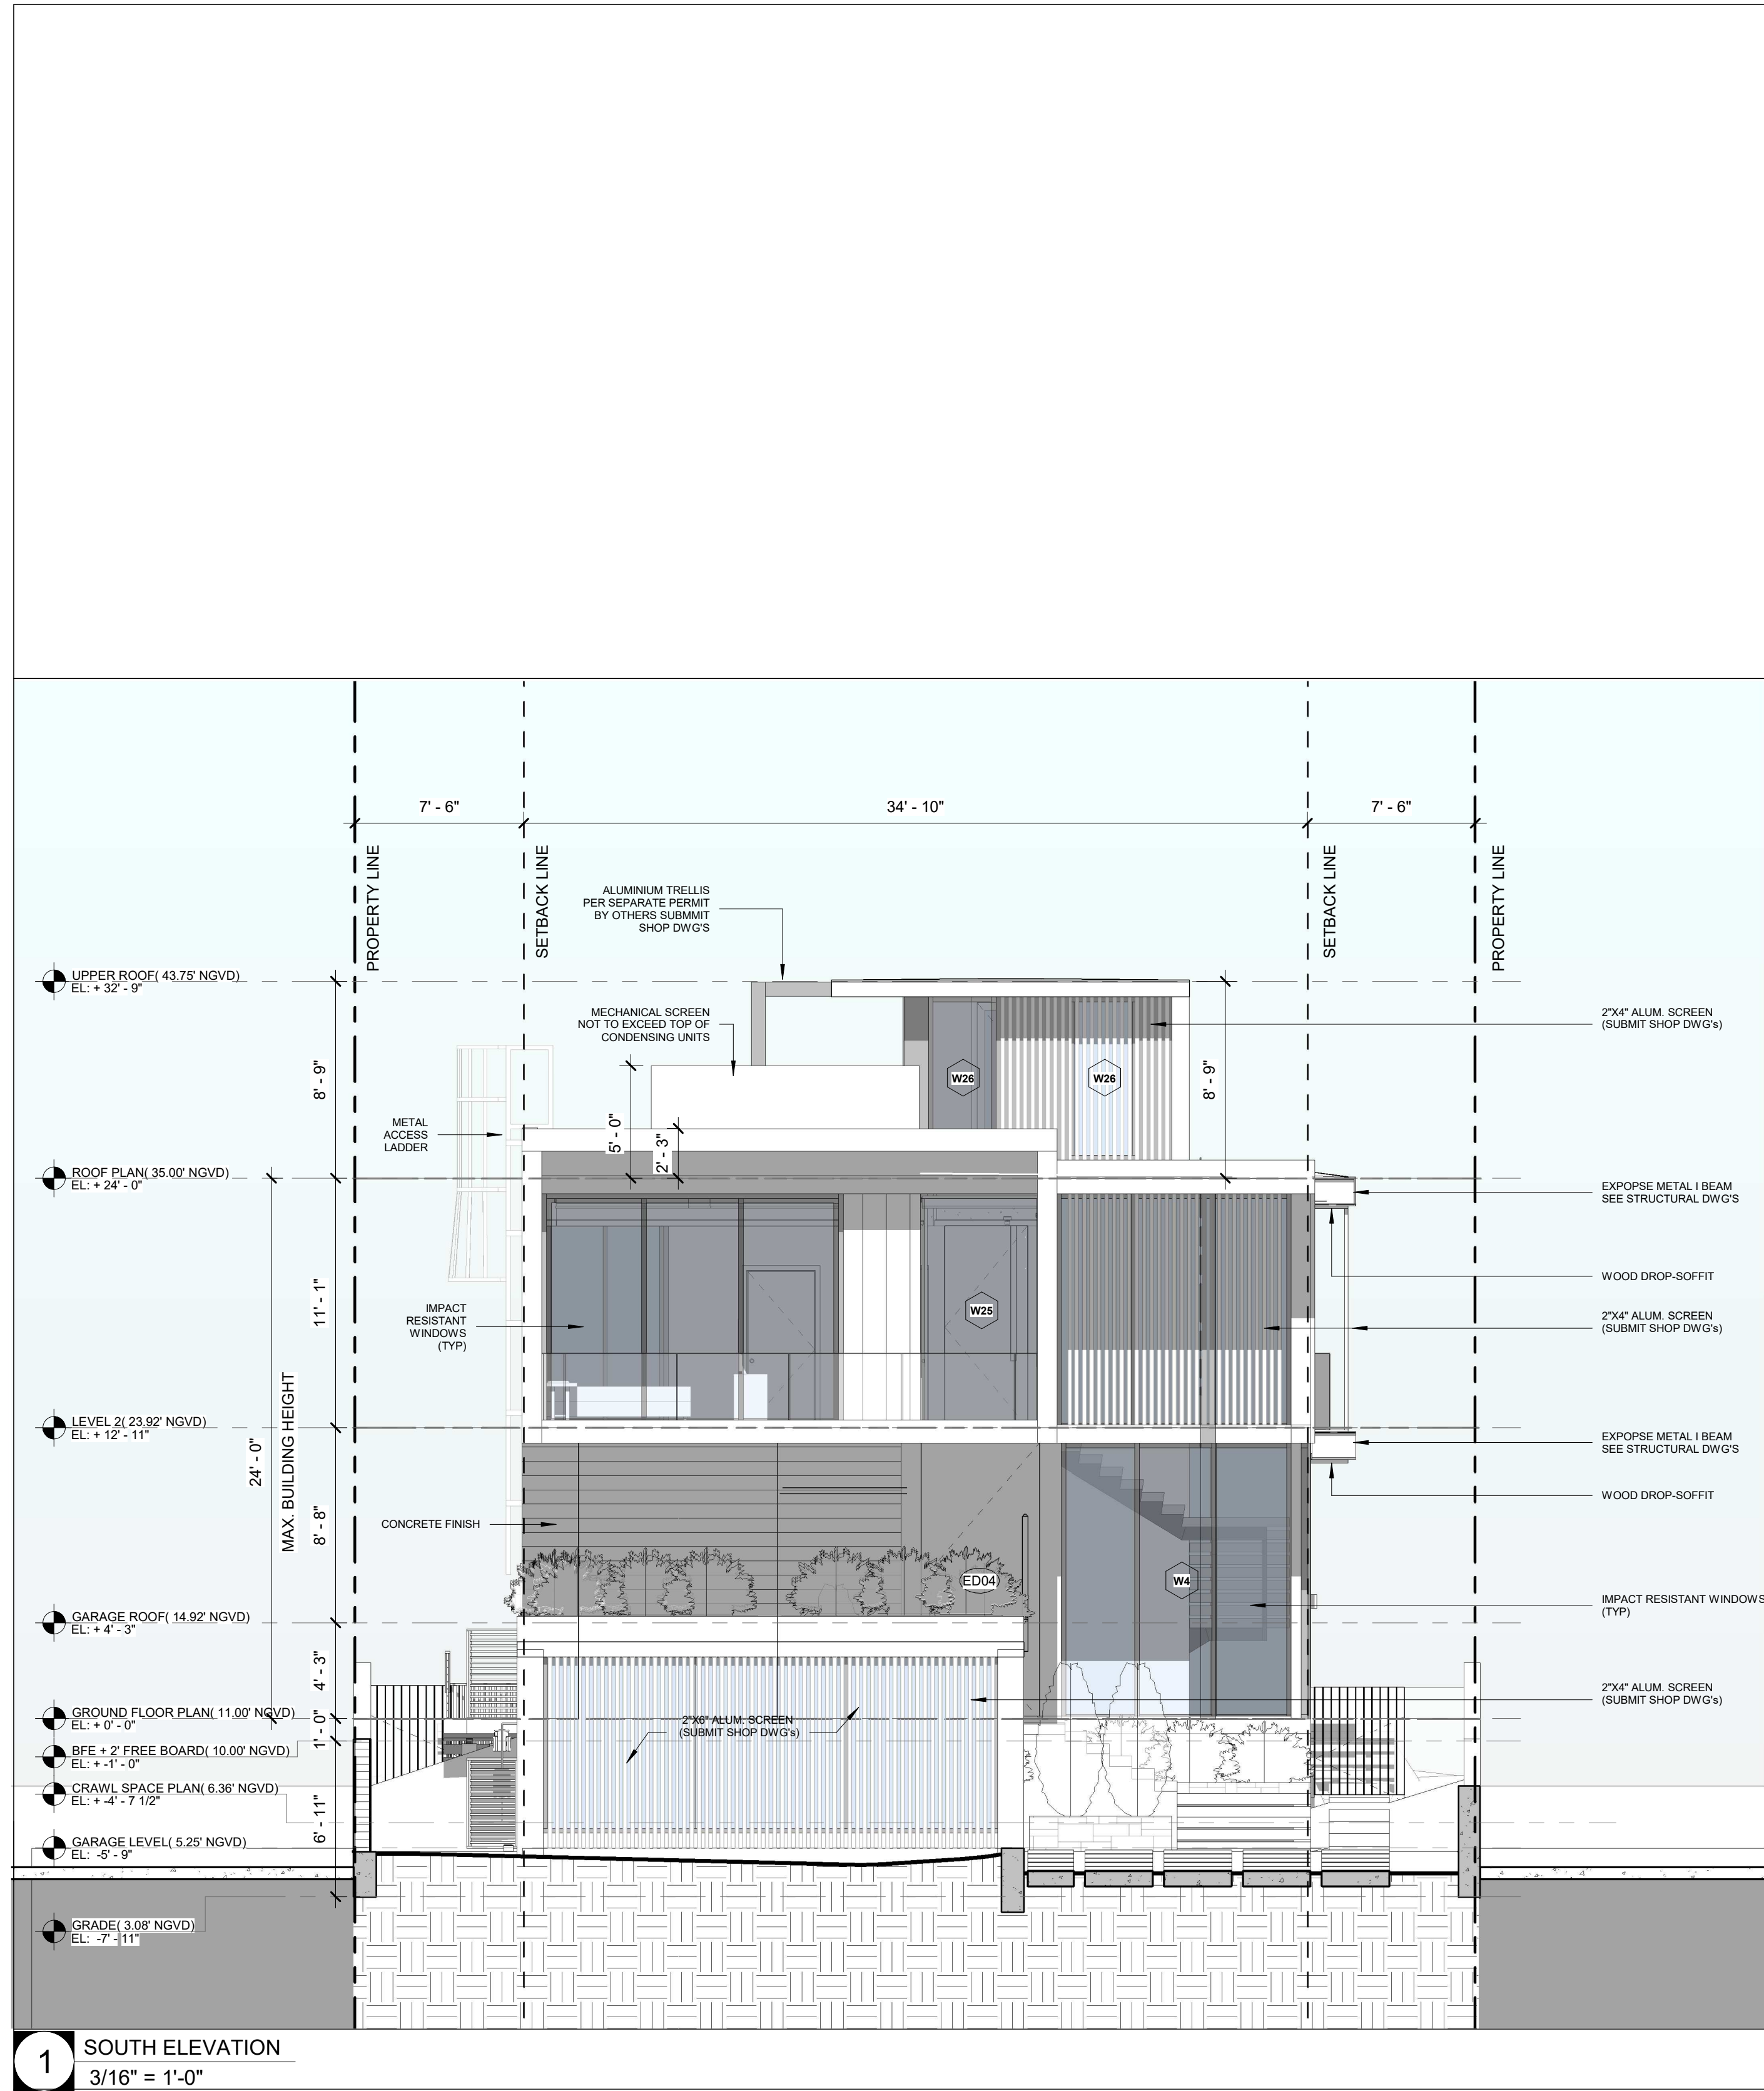 7' - 6"
34' - 10"
7' - 6"
PROPERTY LINE
SETBACK LINE
SETBACK LINE
PROPERTY LINE
ALUMINIUM TRELLIS
PER SEPARATE PERMIT
BY OTHERS SUBMMIT
SHOP DWG'S
UPPER ROOF( 43.75' NGVD)
EL: + 32' - 9"
MECHANICAL SCREEN
NOT TO EXCEED TOP OF
CONDENSING UNITS
2"X4" ALUM. SCREEN
(SUBMIT SHOP DWG's)
W26
W26
8' - 9"
8' - 9"
METAL
ACCESS
LADDER
5' - 0"
2' - 3"
ROOF PLAN( 35.00' NGVD)
EL: + 24' - 0"
EXPOPSE METAL I BEAM
SEE STRUCTURAL DWG'S
WOOD DROP-SOFFIT
11' - 1"
IMPACT
RESISTANT
WINDOWS
(TYP)
W25
2"X4" ALUM. SCREEN
(SUBMIT SHOP DWG's)
LEVEL 2( 23.92' NGVD)
EL: + 12' - 11"
24' - 0"
MAX. BUILDING HEIGHT
EXPOPSE METAL I BEAM
SEE STRUCTURAL DWG'S
WOOD DROP-SOFFIT
8' - 8"
CONCRETE FINISH
ED04
W4
IMPACT RESISTANT WINDOWS
(TYP)
GARAGE ROOF( 14.92' NGVD)
EL: + 4' - 3"
4' - 3"
2"X4" ALUM. SCREEN
(SUBMIT SHOP DWG's)
GROUND FLOOR PLAN( 11.00' NGVD)
EL: + 0' - 0"
2"X6" ALUM. SCREEN
(SUBMIT SHOP DWG's)
1' - 0"
BFE + 2' FREE BOARD( 10.00' NGVD)
EL: + -1' - 0"
CRAWL SPACE PLAN( 6.36' NGVD)
EL: + -4' - 7 1/2"
6' - 11"
GARAGE LEVEL( 5.25' NGVD)
EL: -5' - 9"
GRADE( 3.08' NGVD)
EL: -7' - 11"
1
SOUTH ELEVATION
3/16" = 1'-0"